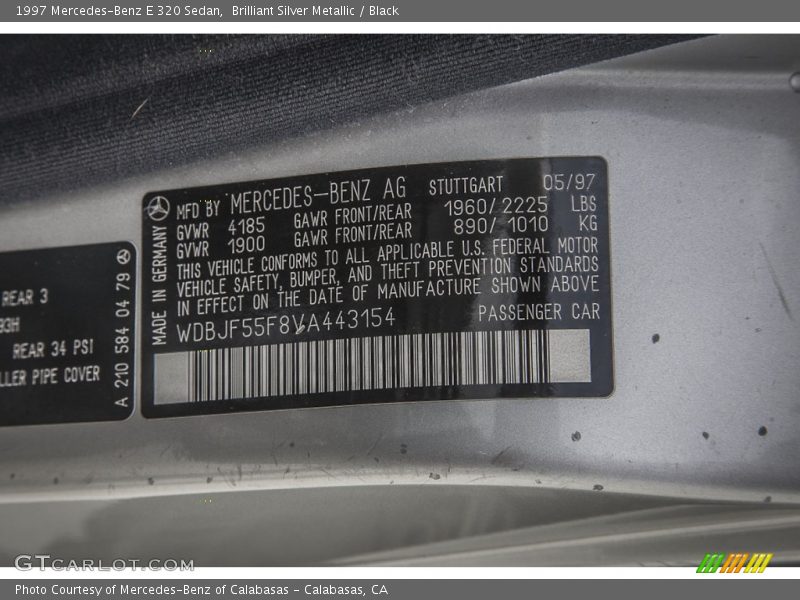 1997 Mercedes-Benz E 320 Sedan, Brilliant Silver Metallic / Black
MFD BY MERCEDES-BENZ AG STUTTGART 05/97
GVWR 4185 GAWR FRONT/REAR 1960/ 2225 LBS
GVWR 1900 GAWR FRONT/REAR 890/ 1010 KG
THIS VEHICLE CONFORMS TO ALL APPLICABLE U.S. FEDERAL MOTOR
VEHICLE SAFETY, BUMPER, AND THEFT PREVENTION STANDARDS
IN EFFECT ON THE DATE OF MANUFACTURE SHOWN ABOVE
WDBJF55F8VA443154 PASSENGER CAR
MADE IN GERMANY
REAR 3
93H
REAR 34 PSI
LLER PIPE COVER
A 210 584 04 79
GTCARLOT.COM
Photo Courtesy of Mercedes-Benz of Calabasas - Calabasas, CA